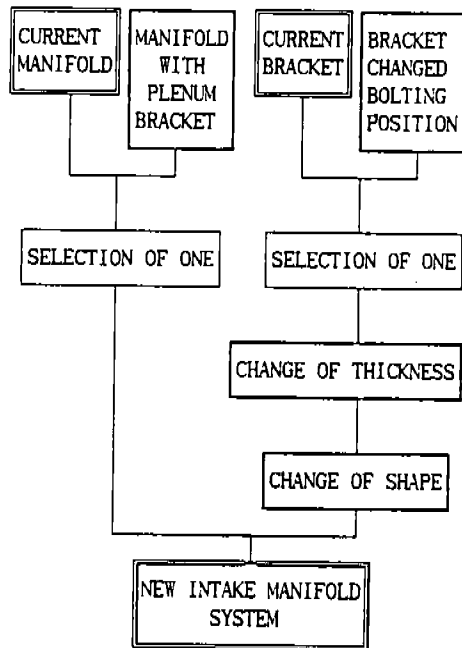 CURRENT
MANIFOLD
MANIFOLD
WITH
PLENUM
BRACKET
CURRENT
BRACKET
BRACKET
CHANGED
BOLTING
POSITION
SELECTION OF ONE
SELECTION OF ONE
CHANGE OF THICKNESS
CHANGE OF SHAPE
NEW INTAKE MANIFOLD
SYSTEM